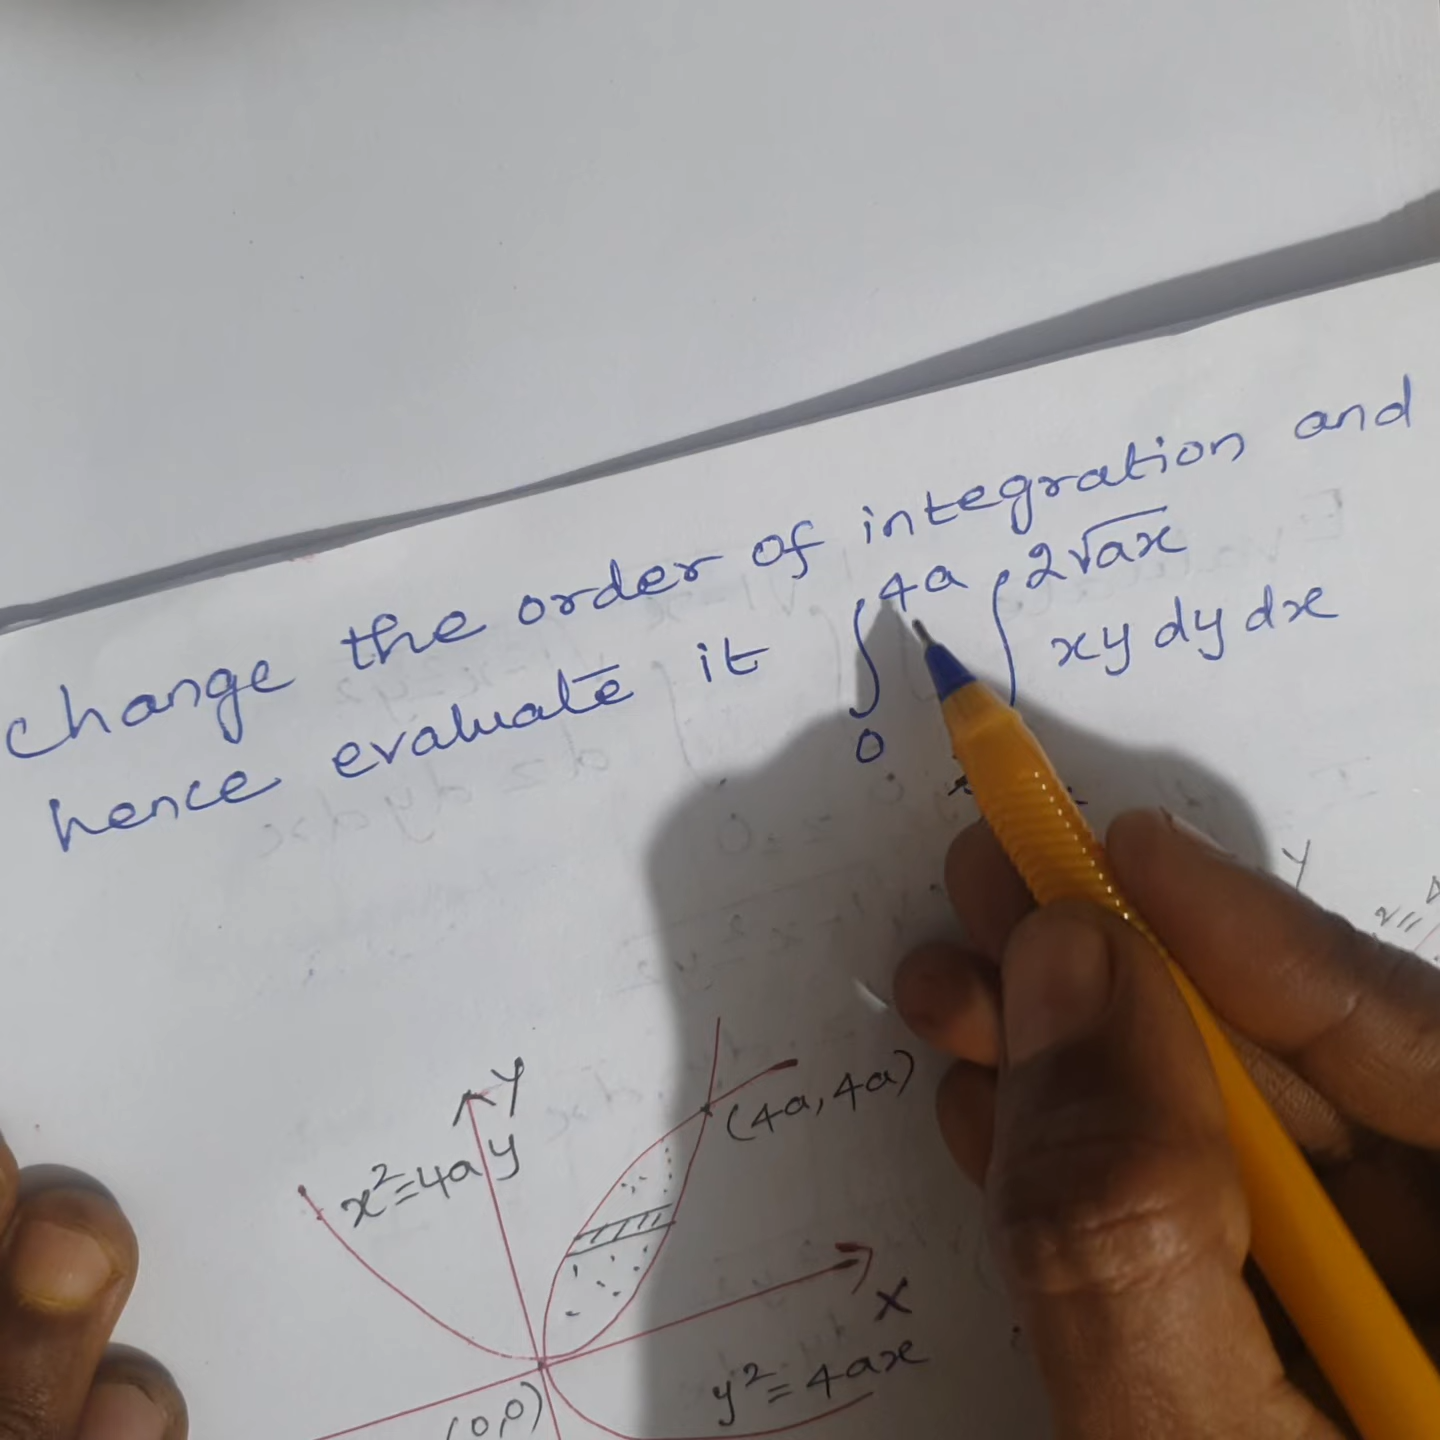 change the order of integration and
hence evaluate it ∫₀^{4a} ∫^{2√ax} xy dy dx
Y
x²=4ay
(4a, 4a)
X
y²=4ax
(0,0)
Y